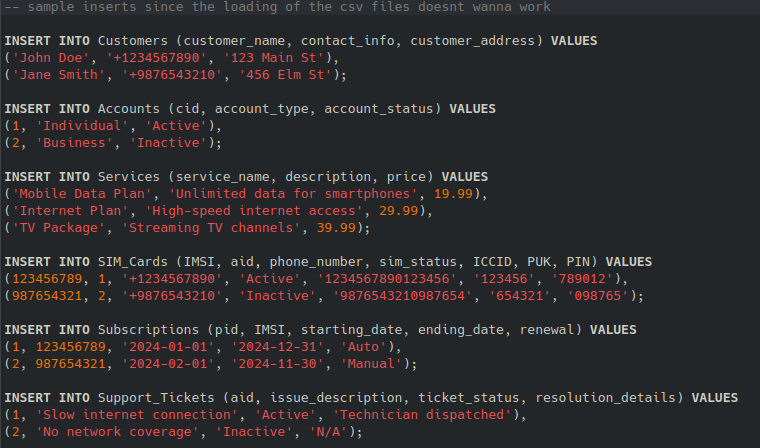 -- sample inserts since the loading of the csv files doesnt wanna work
INSERT INTO Customers (customer_name, contact_info, customer_address) VALUES
('John Doe', '+1234567890', '123 Main St'),
('Jane Smith', '+9876543210', '456 Elm St');
INSERT INTO Accounts (cid, account_type, account_status) VALUES
(1, 'Individual', 'Active'),
(2, 'Business', 'Inactive');
INSERT INTO Services (service_name, description, price) VALUES
('Mobile Data Plan', 'Unlimited data for smartphones', 19.99),
('Internet Plan', 'High-speed internet access', 29.99),
('TV Package', 'Streaming TV channels', 39.99);
INSERT INTO SIM_Cards (IMSI, aid, phone_number, sim_status, ICCID, PUK, PIN) VALUES
(123456789, 1, '+1234567890', 'Active', '1234567890123456', '123456', '789012'),
(987654321, 2, '+9876543210', 'Inactive', '9876543210987654', '654321', '098765');
INSERT INTO Subscriptions (pid, IMSI, starting_date, ending_date, renewal) VALUES
(1, 123456789, '2024-01-01', '2024-12-31', 'Auto'),
(2, 987654321, '2024-02-01', '2024-11-30', 'Manual');
INSERT INTO Support_Tickets (aid, issue_description, ticket_status, resolution_details) VALUES
(1, 'Slow internet connection', 'Active', 'Technician dispatched'),
(2, 'No network coverage', 'Inactive', 'N/A');